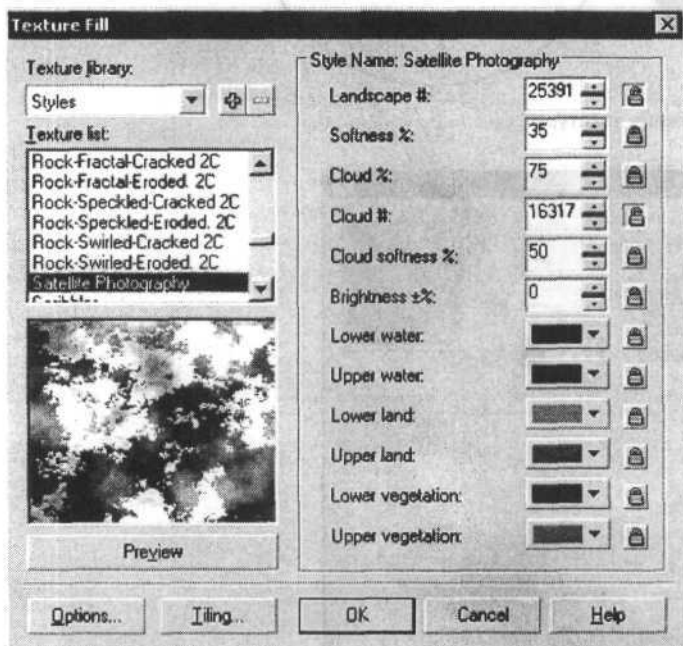 Texture Fill
Texture library:
Styles
Texture list:
Rock-Fractal-Cracked 2C
Rock-Fractal-Eroded. 2C
Rock-Speckled-Cracked 2C
Rock-Speckled-Eroded. 2C
Rock-Swirled-Cracked 2C
Rock-Swirled-Eroded. 2C
Satellite Photography
Preview
Style Name: Satellite Photography
Landscape #: 25391
Softness %: 35
Cloud %: 75
Cloud #: 16317
Cloud softness %: 50
Brightness ±%: 0
Lower water:
Upper water:
Lower land:
Upper land:
Lower vegetation:
Upper vegetation:
Options... Tiling... OK Cancel Help